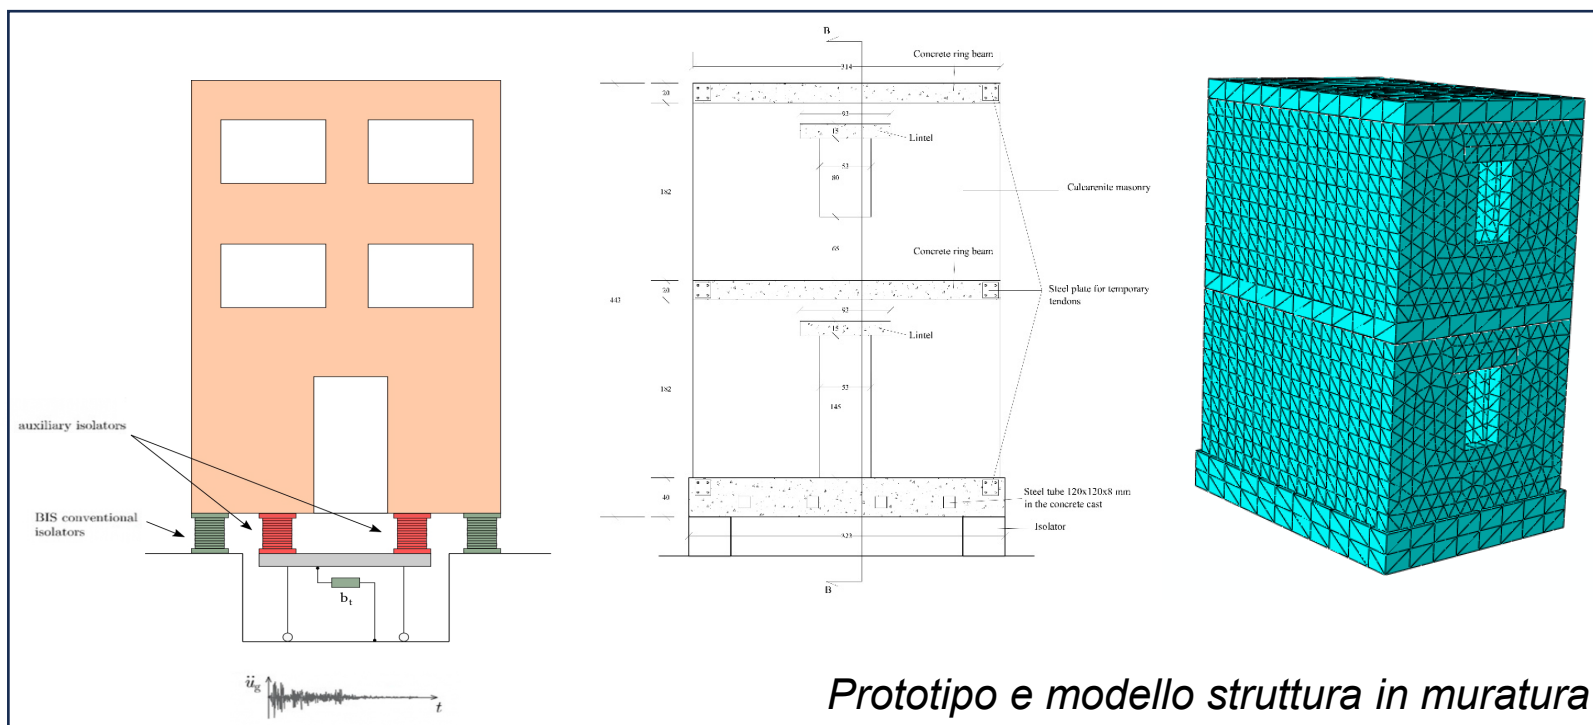 auxiliary isolators
BIS conventional
isolators
b_t
ü_g
t
B
Concrete ring beam
314
20
93
15
Lintel
53
80
182
Calcarenite masonry
65
Concrete ring beam
20
443
Steel plate for temporary
tendons
93
15
Lintel
53
182
145
40
Steel tube 120x120x8 mm
in the concrete cast
Isolator
B
Prototipo e modello struttura in muratura